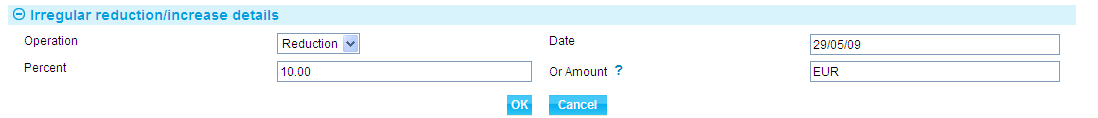 Irregular reduction/increase details
Operation Reduction Date 29/05/09
Percent 10.00 Or Amount ? EUR
OK Cancel